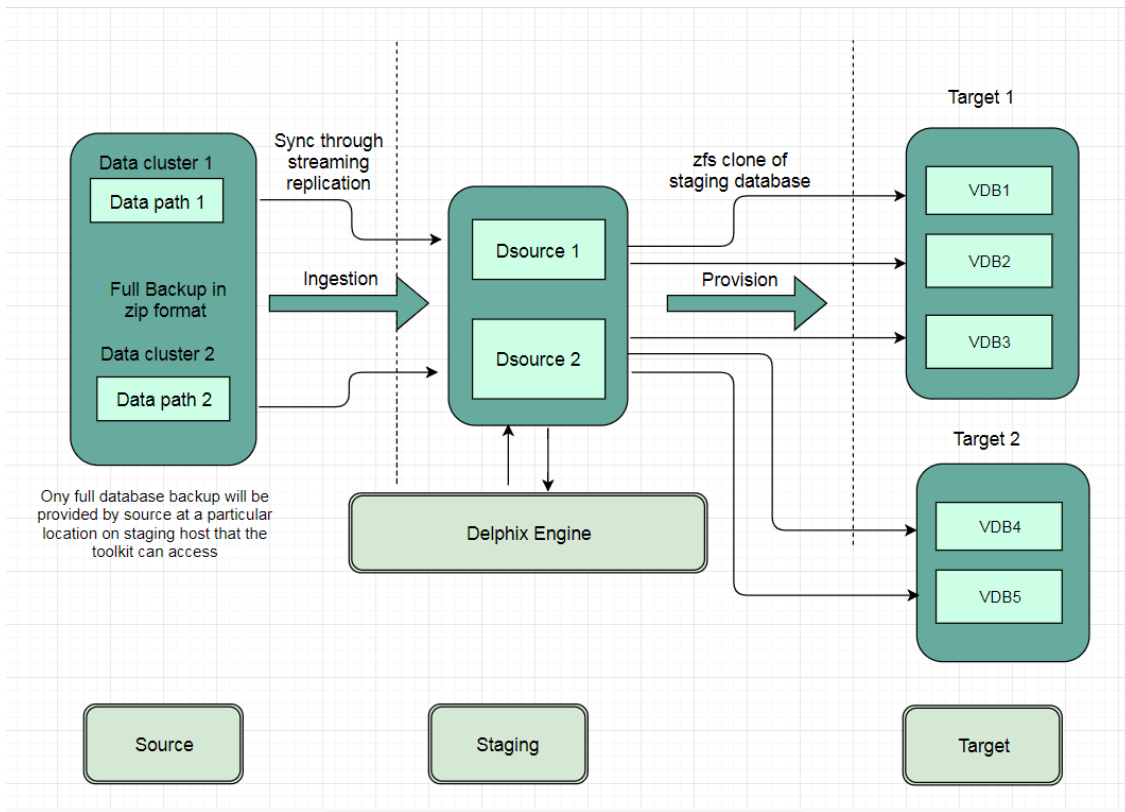 Target 1
Sync through
streaming
replication
zfs clone of
staging database
Data cluster 1
Data path 1
Full Backup in
zip format
Data cluster 2
Data path 2
Ingestion
Dsource 1
Dsource 2
Provision
VDB1
VDB2
VDB3
Target 2
VDB4
VDB5
Ony full database backup will be
provided by source at a particular
location on staging host that the
toolkit can access
Delphix Engine
Source
Staging
Target